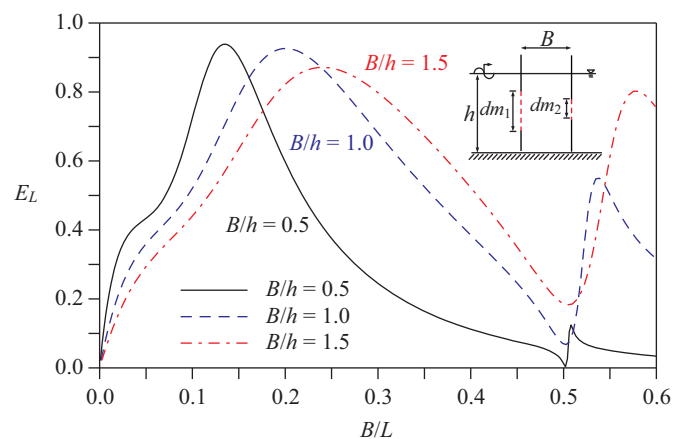 1.0
0.8
0.6
0.4
0.2
0.0
E_L
0.0
0.1
0.2
0.3
0.4
0.5
0.6
B/L
B/h = 1.5
B/h = 1.0
B/h = 0.5
B/h = 0.5
B/h = 1.0
B/h = 1.5
B
h
dm₁
dm₂